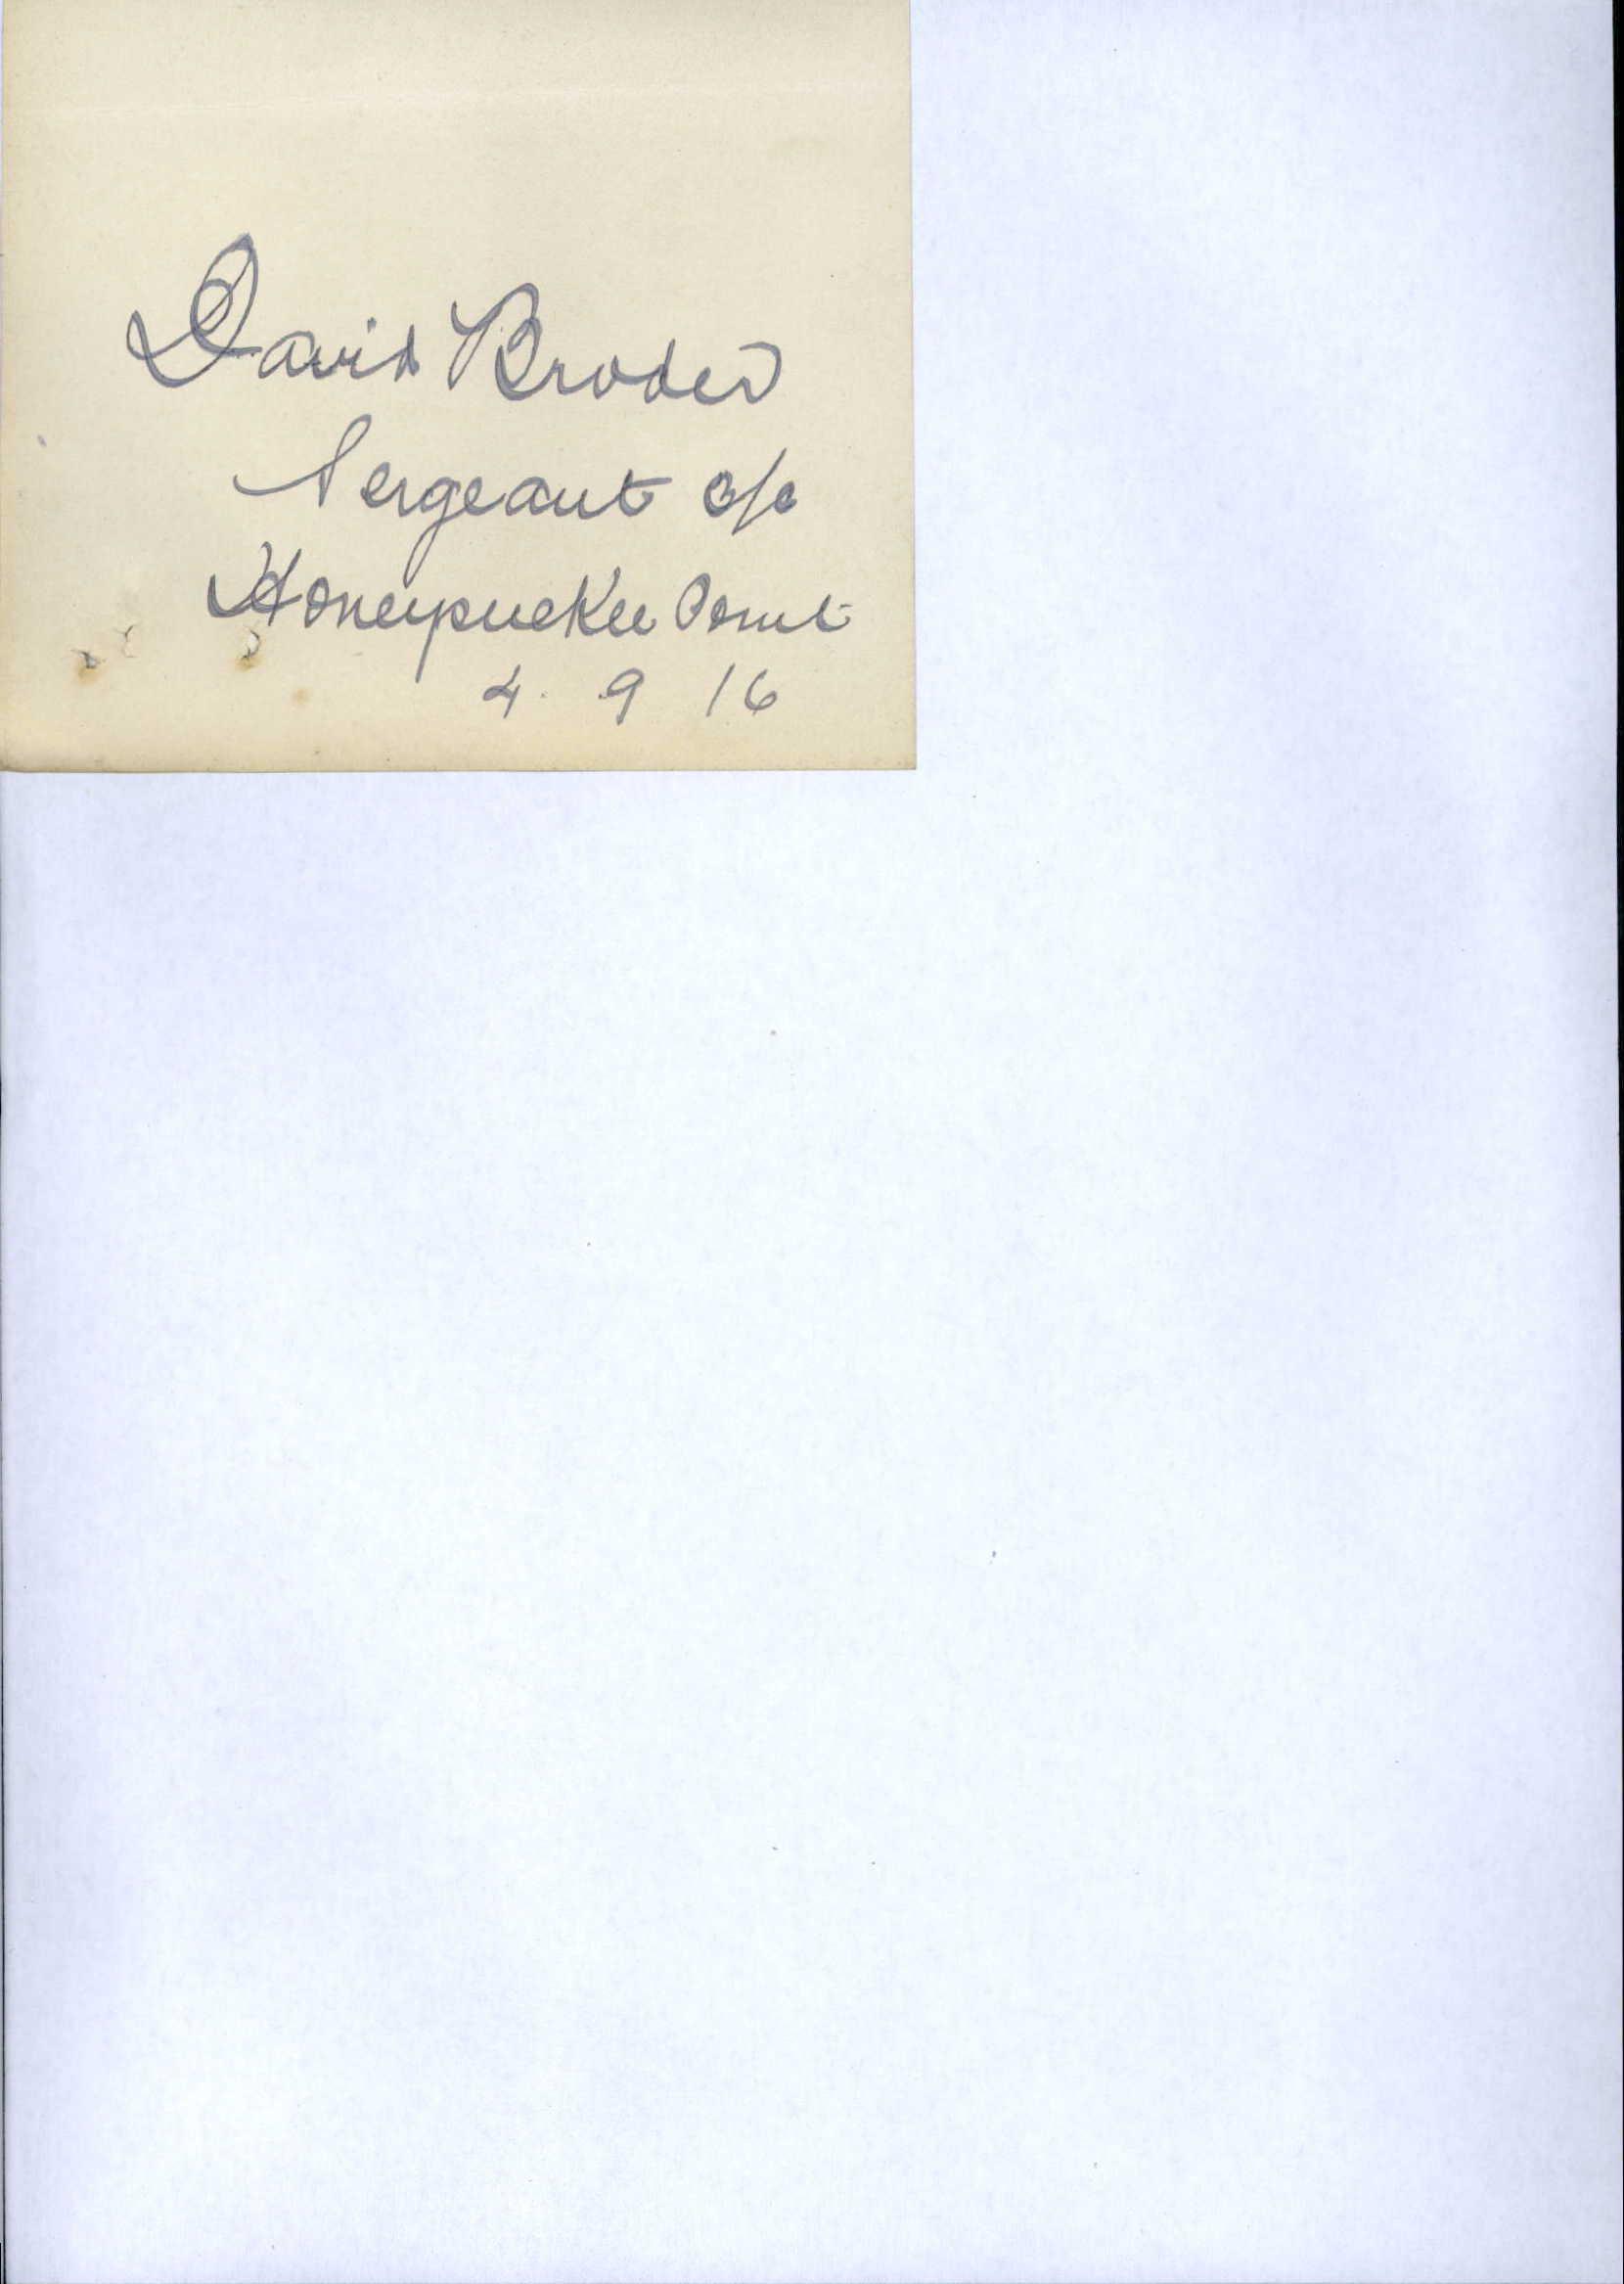 David Broder
Sergeant o/c
Honeysuckle Point
4. 9 16